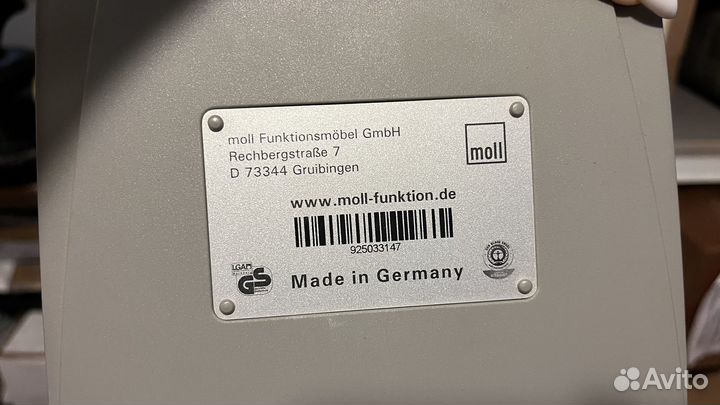 moll Funktionsmöbel GmbH
Rechbergstraße 7
D 73344 Gruibingen
moll
www.moll-funktion.de
925033147
LGA
GS
Made in Germany
Avito